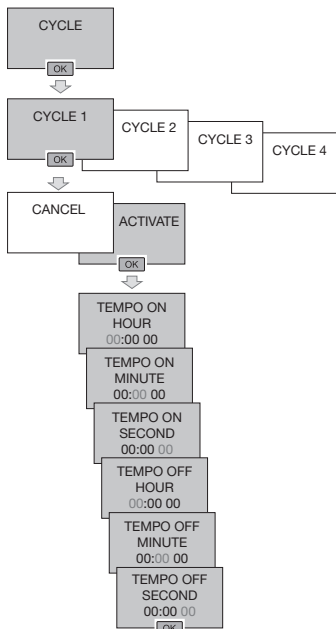 CYCLE
OK
CYCLE 1
CYCLE 2
CYCLE 3
CYCLE 4
OK
CANCEL
ACTIVATE
OK
TEMPO ON
HOUR
00:00 00
TEMPO ON
MINUTE
00:00 00
TEMPO ON
SECOND
00:00 00
TEMPO OFF
HOUR
00:00 00
TEMPO OFF
MINUTE
00:00 00
TEMPO OFF
SECOND
00:00 00
OK